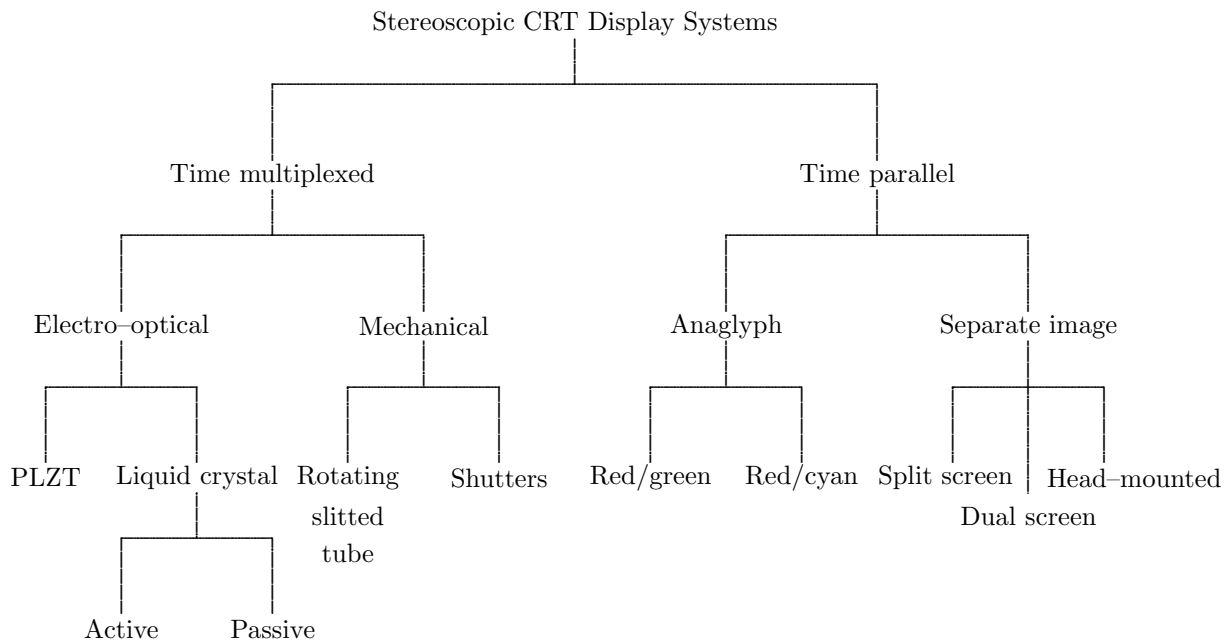 Stereoscopic CRT Display Systems
Time multiplexed
Time parallel
Electro–optical
Mechanical
Anaglyph
Separate image
PLZT
Liquid crystal
Rotating
slitted
tube
Shutters
Red/green
Red/cyan
Split screen
Dual screen
Head–mounted
Active
Passive